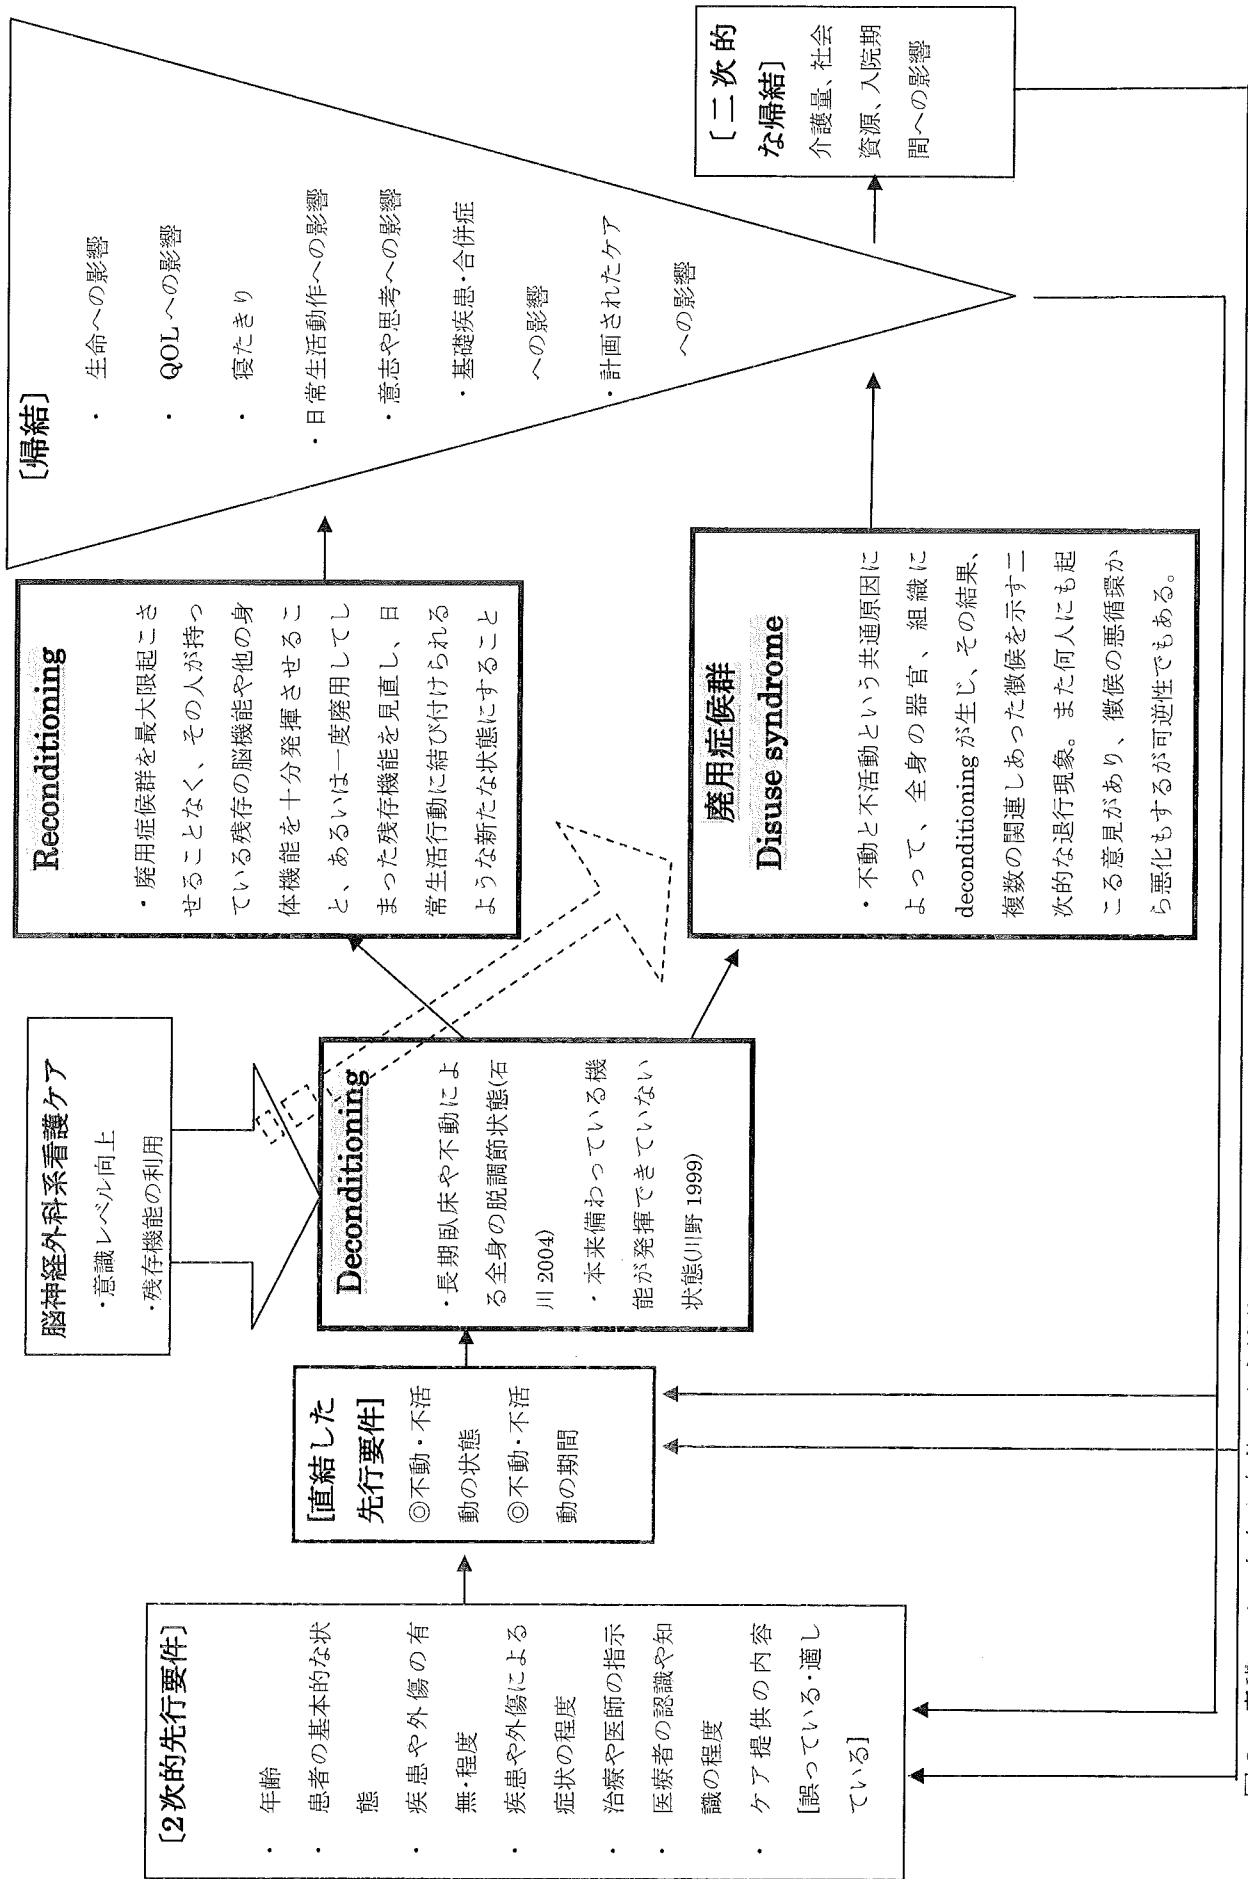 [2次的先行要件]
・ 年齢
・ 患者の基本的な状
態
・ 疾患や外傷の有
無・程度
・ 疾患や外傷による
症状の程度
・ 治療や医師の指示
・ 医療者の認識や知
識の程度
・ ケア提供の内容
[誤っている・適し
ている]
[直結した
先行要件]
◎不動・不活
動の状態
◎不動・不活
動の期間
脳神経外科系看護ケア
・意識レベル向上
・残存機能の利用
Deconditioning
・長期臥床や不動によ
る全身の脱調節状態(石
川 2004)
・本来備わっている機
能が発揮できていない
状態(川野 1999)
Reconditioning
・廃用症候群を最大限起こさ
せることなく、その人が持っ
ている残存の脳機能や他の身
体機能を十分発揮させるこ
と、あるいは一度廃用してし
まった残存機能を見直し、日
常生活行動に結び付けられる
ような新たな状態にすること
廃用症候群
Disuse syndrome
・不動と不活動という共通原因に
よって、全身の器官、組織に
deconditioning が生じ、その結果、
複数の関連しあった徴候を示す二
次的な退行現象。また何人にも起
こる意見があり、徴候の悪循環か
ら悪化もするが可逆性でもある。
[帰結]
・ 生命への影響
・ QOL への影響
・ 寝たきり
・日常生活動作への影響
・意志や思考への影響
・基礎疾患・合併症
への影響
・計画されたケア
への影響
[二次的
な帰結]
介護量、社会
資源、入院期
間への影響